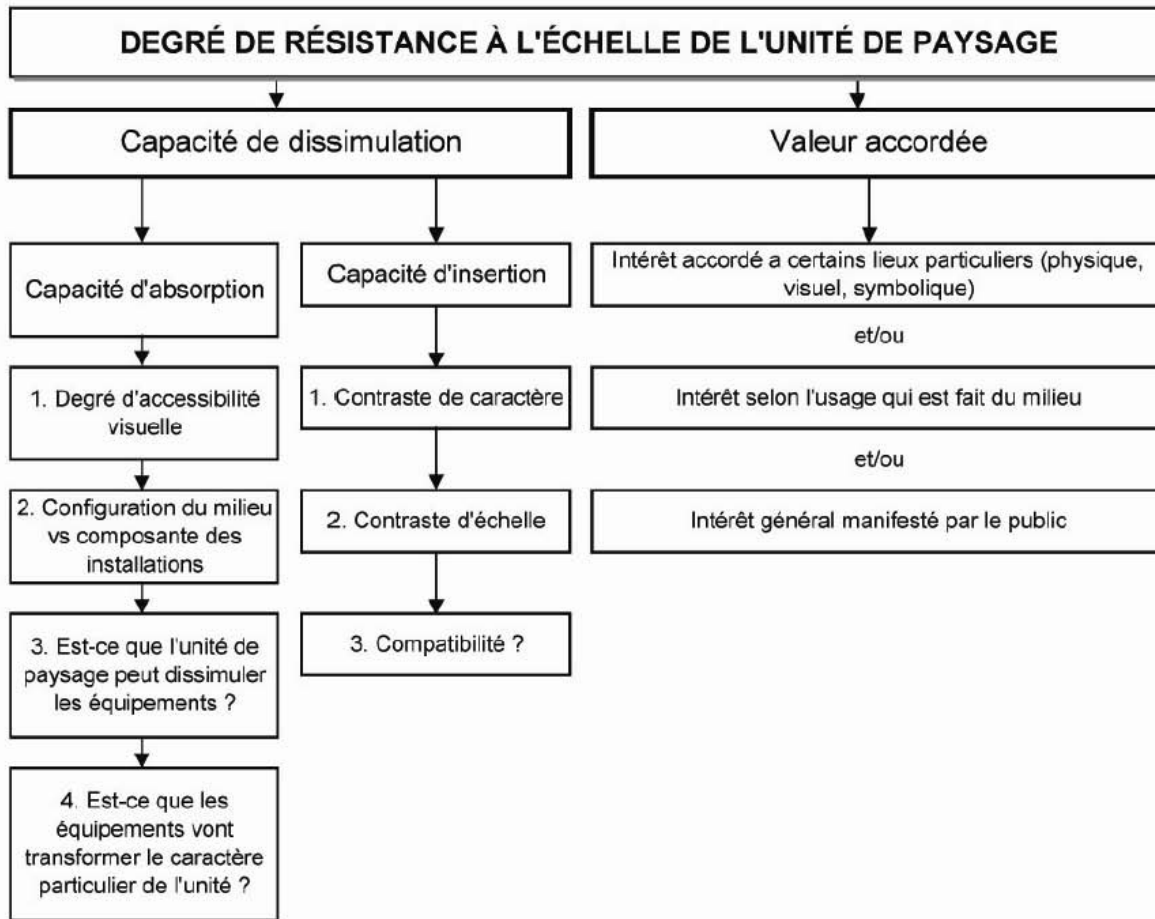 DEGRÉ DE RÉSISTANCE À L'ÉCHELLE DE L'UNITÉ DE PAYSAGE
Capacité de dissimulation
Valeur accordée
Capacité d'absorption
1. Degré d'accessibilité
visuelle
2. Configuration du milieu
vs composante des
installations
3. Est-ce que l'unité de
paysage peut dissimuler
les équipements ?
4. Est-ce que les
équipements vont
transformer le caractère
particulier de l'unité ?
Capacité d'insertion
1. Contraste de caractère
2. Contraste d'échelle
3. Compatibilité ?
Intérêt accordé a certains lieux particuliers (physique,
visuel, symbolique)
et/ou
Intérêt selon l'usage qui est fait du milieu
et/ou
Intérêt général manifesté par le public